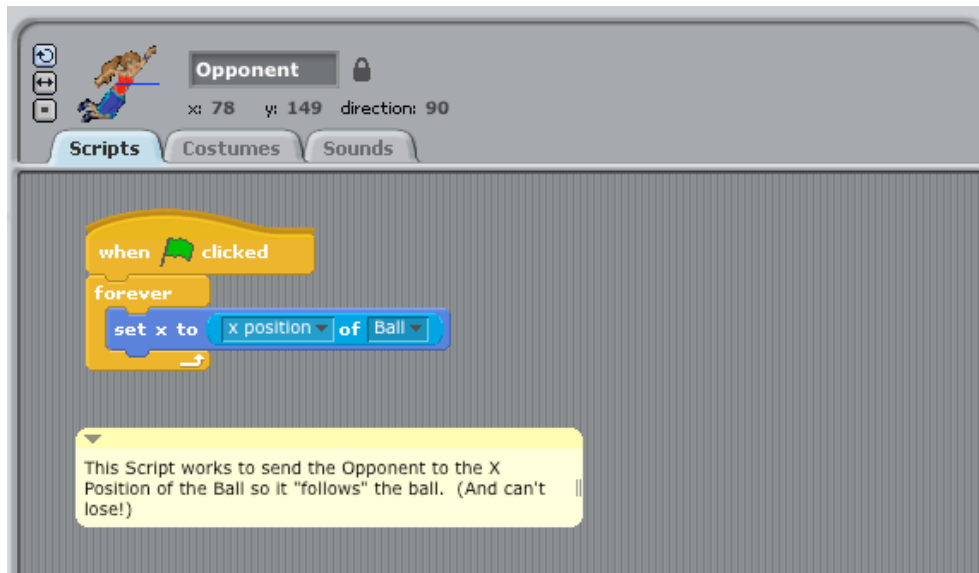 Opponent
x: 78 y: 149 direction: 90
Scripts Costumes Sounds
when clicked
forever
set x to x position of Ball
This Script works to send the Opponent to the X
Position of the Ball so it "follows" the ball. (And can't
lose!)